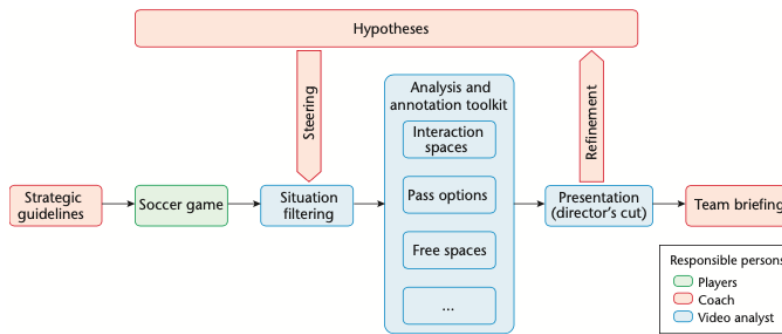 Hypotheses
Steering
Refinement
Analysis and
annotation toolkit
Interaction
spaces
Pass options
Free spaces
...
Strategic
guidelines
Soccer game
Situation
filtering
Presentation
(director's cut)
Team briefing
Responsible persons
Players
Coach
Video analyst